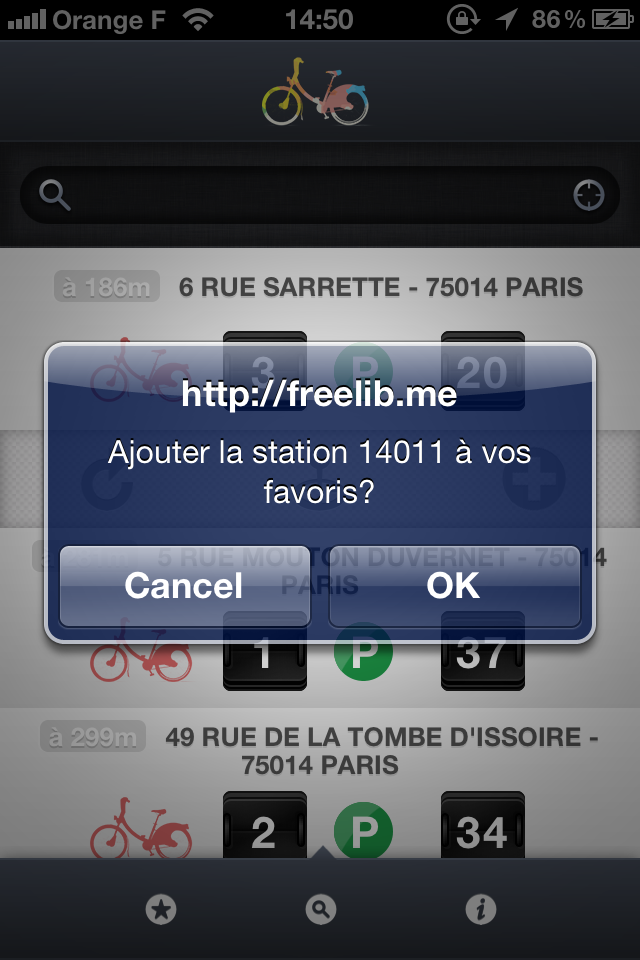 Orange F 14:50 86 %
à 186m 6 RUE SARRETTE - 75014 PARIS
3 P 20
http://freelib.me
Ajouter la station 14011 à vos
favoris?
5 RUE MOUTON DUVERNET - 75014
PARIS
Cancel OK
1 P 37
à 299m 49 RUE DE LA TOMBE D'ISSOIRE -
75014 PARIS
2 P 34